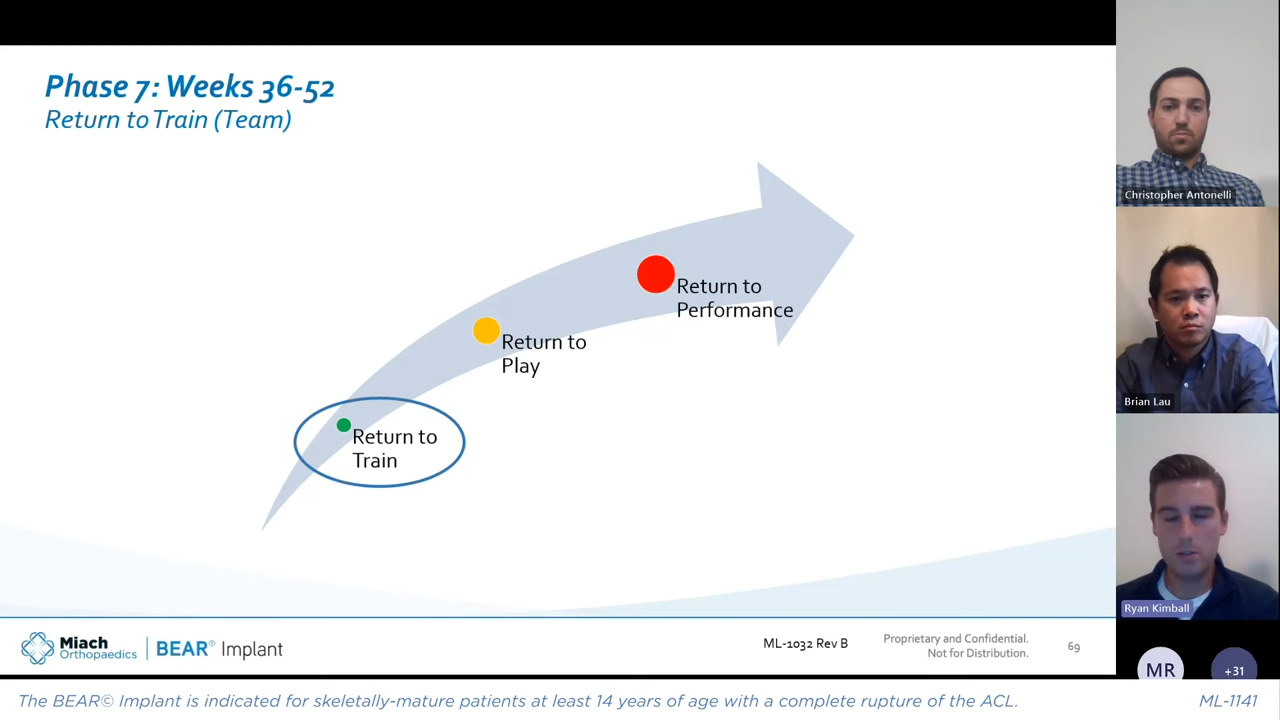 Phase 7: Weeks 36-52
Return to Train (Team)
Return to
Performance
Return to
Play
Return to
Train
Miach
Orthopaedics
BEAR® Implant
ML-1032 Rev B
Proprietary and Confidential.
Not for Distribution.
69
Christopher Antonelli
Brian Lau
Ryan Kimball
MR
+31
The BEAR© Implant is indicated for skeletally-mature patients at least 14 years of age with a complete rupture of the ACL.
ML-1141